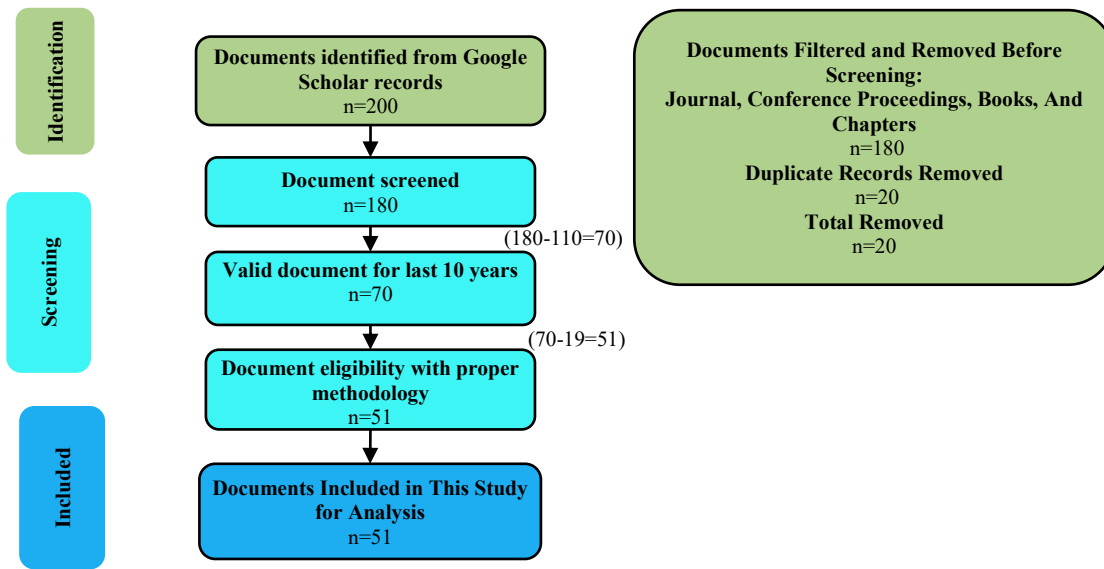 Identification
Documents identified from Google
Scholar records
n=200
Documents Filtered and Removed Before
Screening:
Journal, Conference Proceedings, Books, And
Chapters
n=180
Duplicate Records Removed
n=20
Total Removed
n=20
Screening
Document screened
n=180
(180-110=70)
Valid document for last 10 years
n=70
(70-19=51)
Document eligibility with proper
methodology
n=51
Included
Documents Included in This Study
for Analysis
n=51